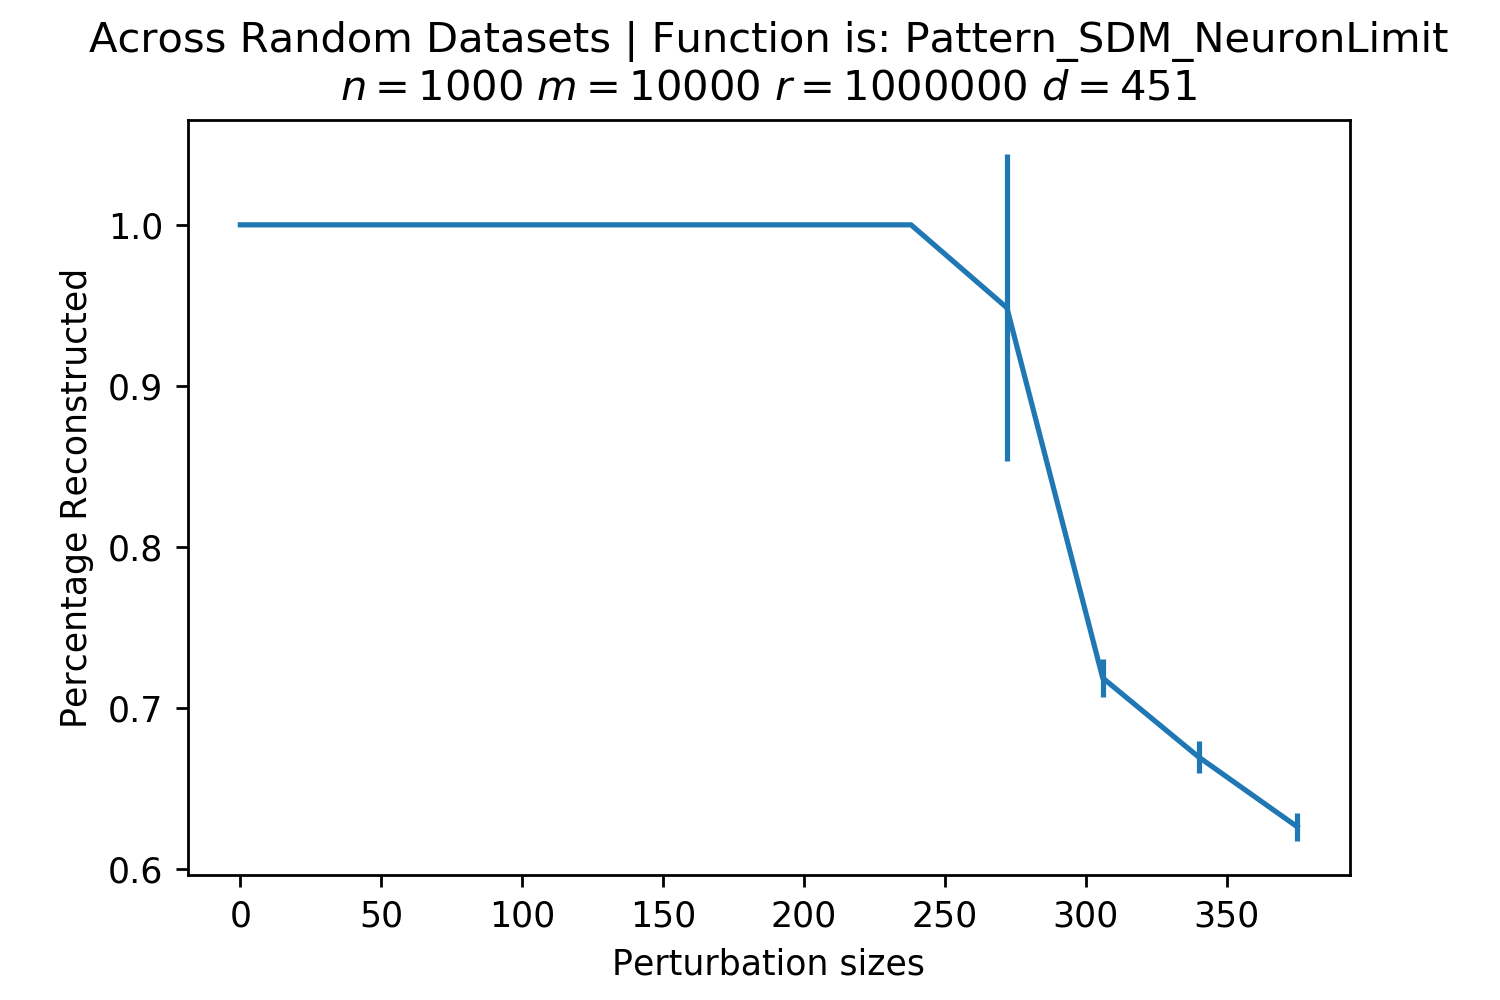 Across Random Datasets | Function is: Pattern_SDM_NeuronLimit
n = 1000 m = 10000 r = 1000000 d = 451
1.0
0.9
0.8
0.7
0.6
Percentage Reconstructed
0 50 100 150 200 250 300 350
Perturbation sizes